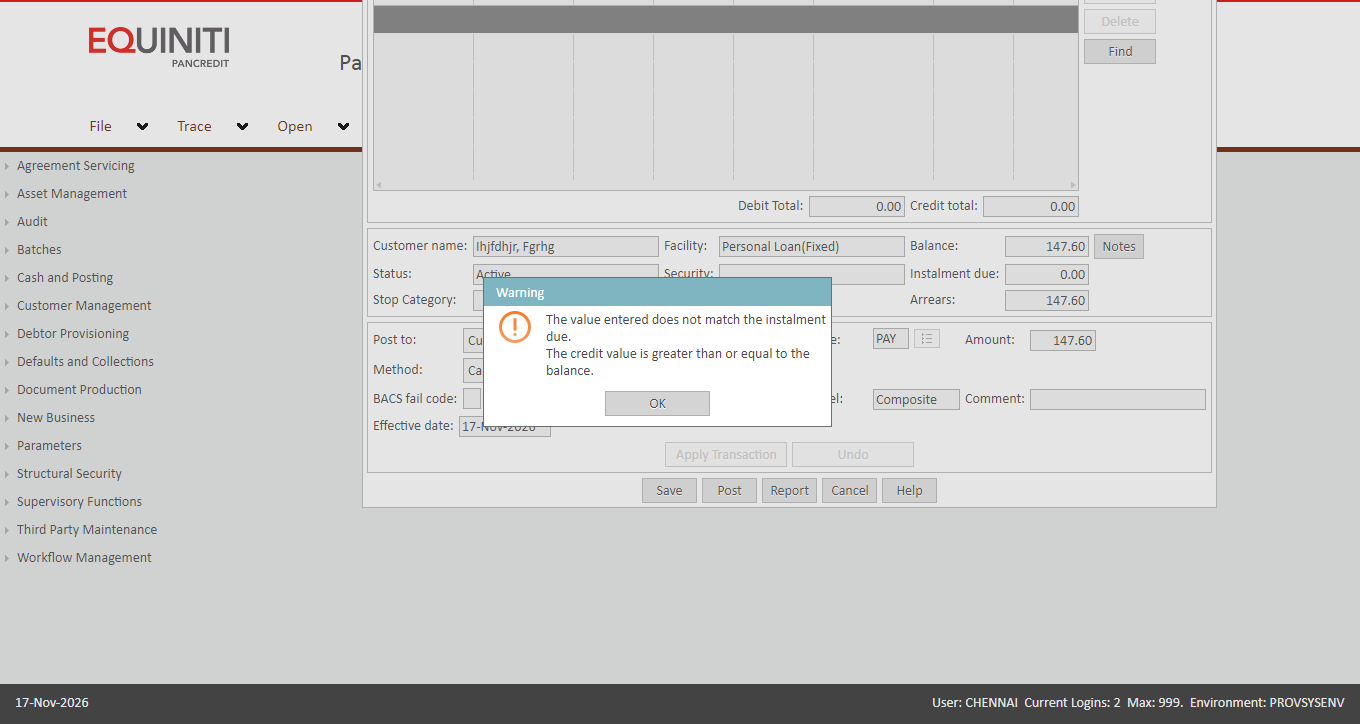 EQUINITI
PANCREDIT
Pa
Delete
Find
File
Trace
Open
Agreement Servicing
Asset Management
Audit
Batches
Cash and Posting
Customer Management
Debtor Provisioning
Defaults and Collections
Document Production
New Business
Parameters
Structural Security
Supervisory Functions
Third Party Maintenance
Workflow Management
Debit Total: 0.00 Credit total: 0.00
Customer name: Ihjfdhjr, Fgrhg Facility: Personal Loan(Fixed) Balance: 147.60 Notes
Status: Active Security: Instalment due: 0.00
Stop Category: Arrears: 147.60
Warning
The value entered does not match the instalment
due.
The credit value is greater than or equal to the
balance.
OK
Post to: Cu e: PAY Amount: 147.60
Method: Ca
BACS fail code: el: Composite Comment:
Effective date: 17-Nov-2026
Apply Transaction Undo
Save Post Report Cancel Help
17-Nov-2026
User: CHENNAI Current Logins: 2 Max: 999. Environment: PROVSYSENV